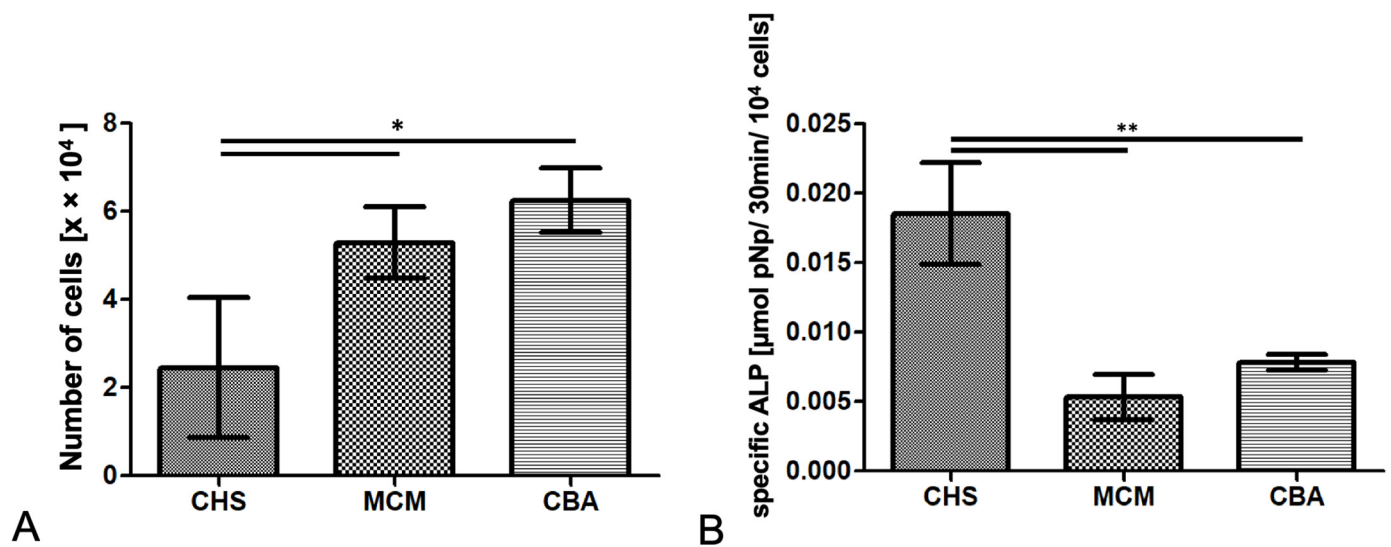 Number of cells [x × 10⁴ ]
8
6
4
2
0
*
CHS MCM CBA
A
specific ALP [µmol pNp/ 30min/ 10⁴ cells]
0.025
0.020
0.015
0.010
0.005
0.000
**
CHS MCM CBA
B